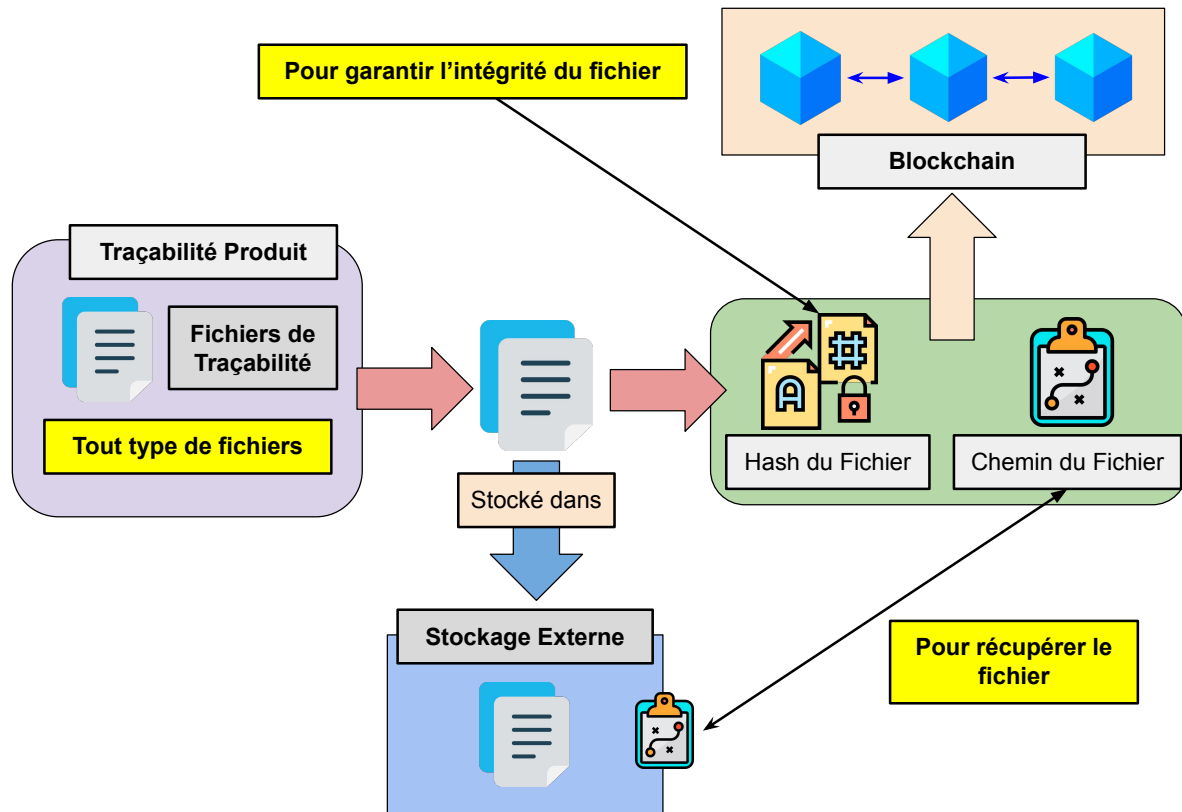 Pour garantir l'intégrité du fichier
Blockchain
Traçabilité Produit
Fichiers de
Traçabilité
Tout type de fichiers
Hash du Fichier
Chemin du Fichier
Stocké dans
Stockage Externe
Pour récupérer le
fichier